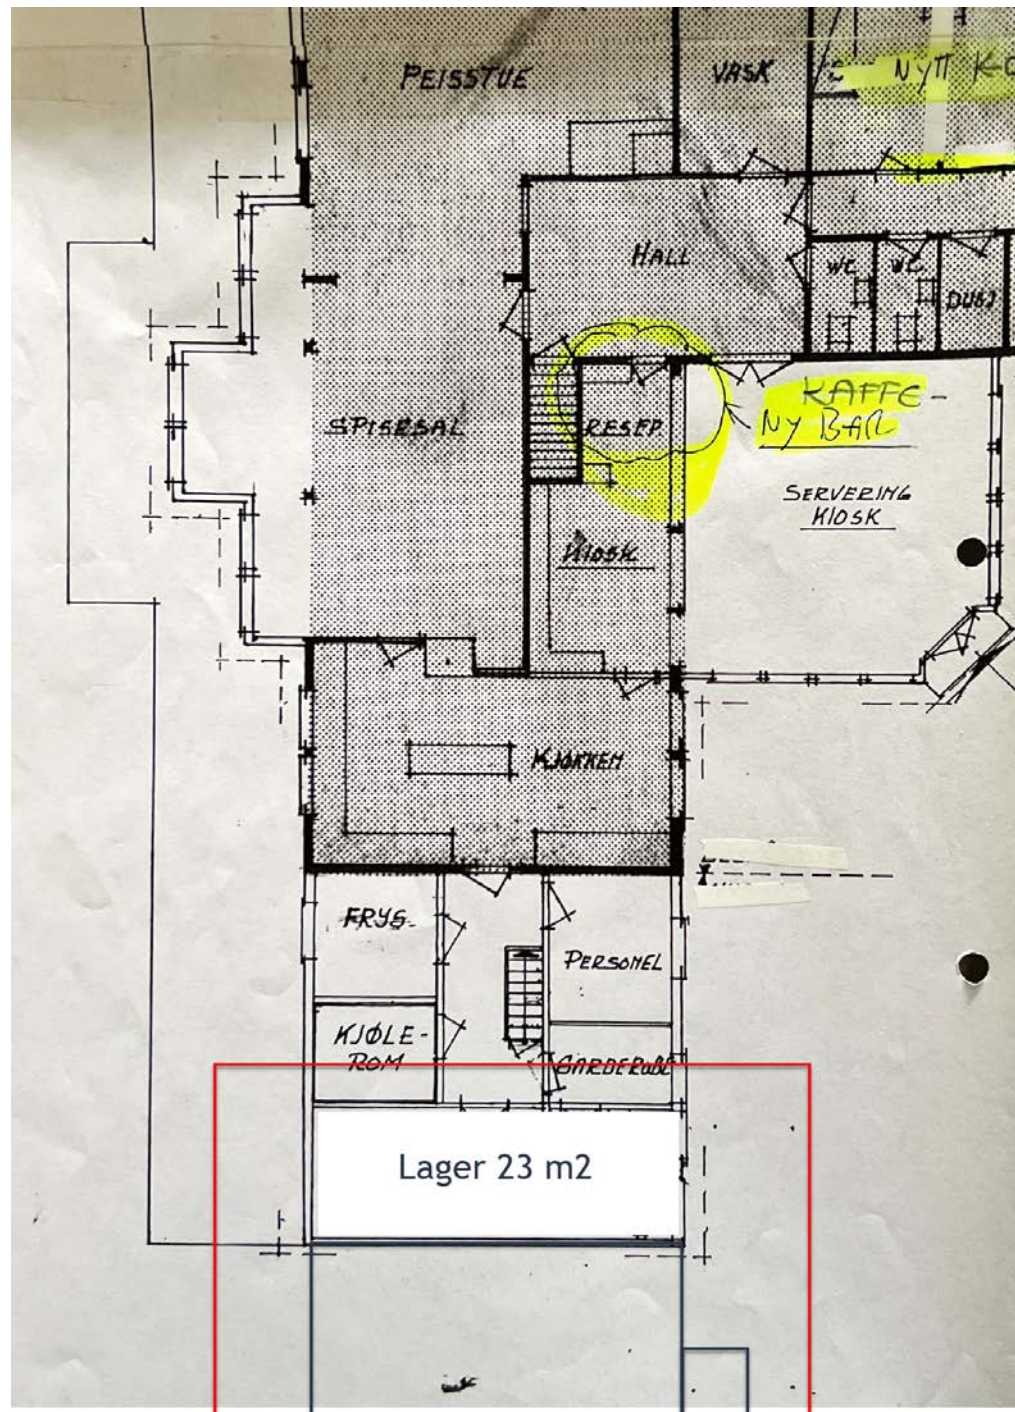 PEISSTUE
VASK
NYTT
HALL
WC
WC
DUSJ
SPISESAL
RESEP
KAFFE-
NY BAR
SERVERING
KIOSK
KIOSK
KJØKKEN
FRYS
PERSONEL
KJØLE-
ROM
GARDEROBE
Lager 23 m2